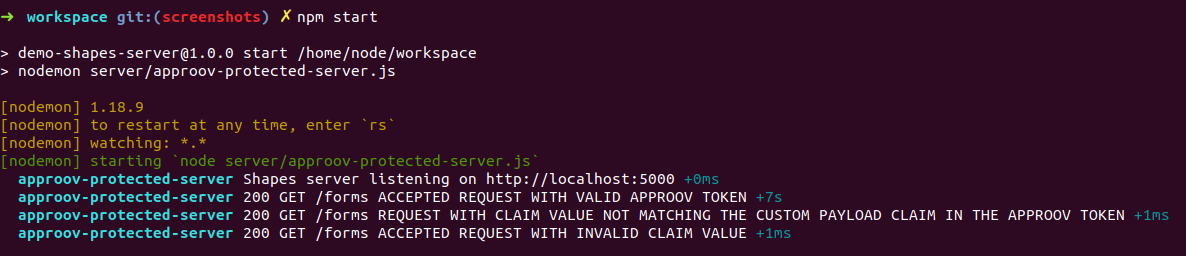 ➜ workspace git:(screenshots) ✗ npm start
> demo-shapes-server@1.0.0 start /home/node/workspace
> nodemon server/approov-protected-server.js
[nodemon] 1.18.9
[nodemon] to restart at any time, enter `rs`
[nodemon] watching: *.*
[nodemon] starting `node server/approov-protected-server.js`
approov-protected-server Shapes server listening on http://localhost:5000 +0ms
approov-protected-server 200 GET /forms ACCEPTED REQUEST WITH VALID APPROOV TOKEN +7s
approov-protected-server 200 GET /forms REQUEST WITH CLAIM VALUE NOT MATCHING THE CUSTOM PAYLOAD CLAIM IN THE APPROOV TOKEN +1ms
approov-protected-server 200 GET /forms ACCEPTED REQUEST WITH INVALID CLAIM VALUE +1ms